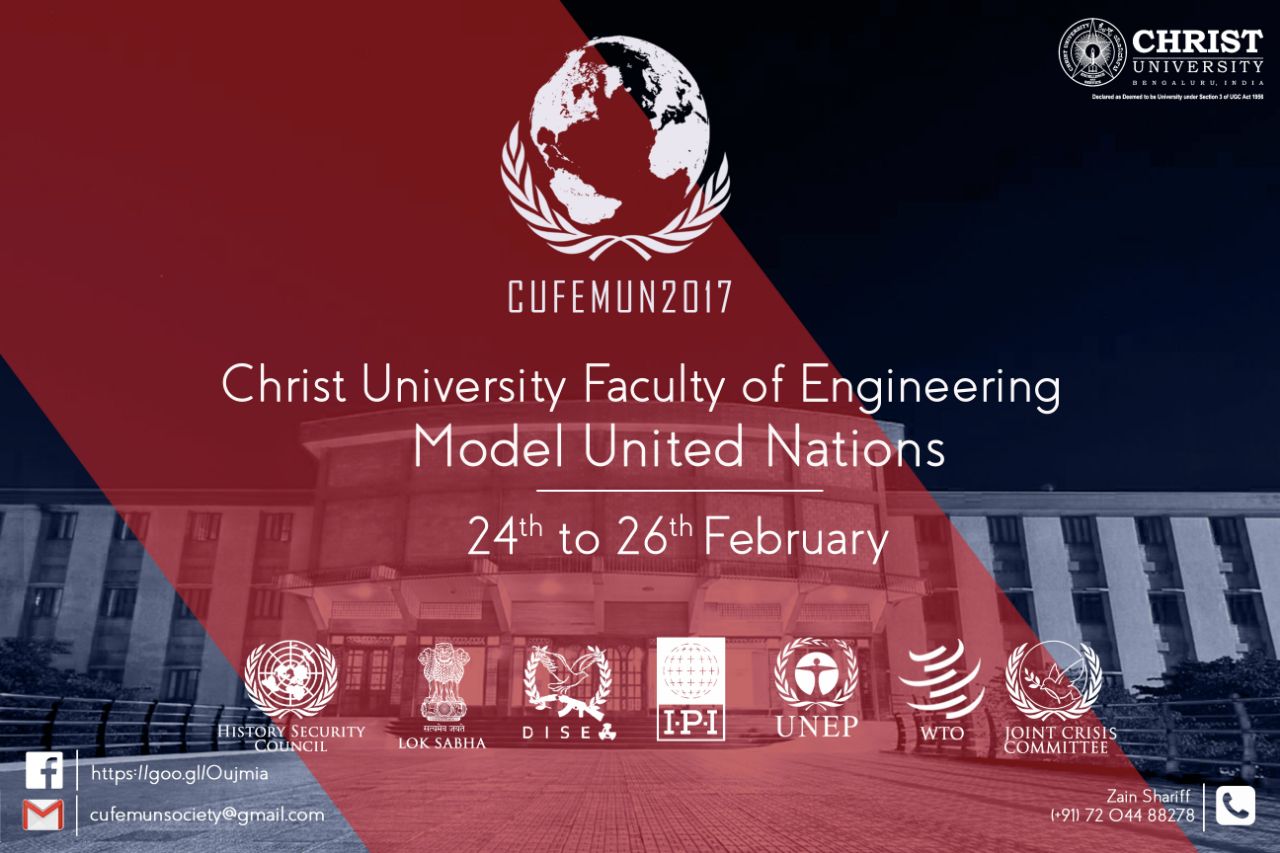 CHRIST
UNIVERSITY
BENGALURU, INDIA
Declared as Deemed to be University under Section 3 of UGC Act 1956
CUFEMUN2017
Christ University Faculty of Engineering
Model United Nations
24th to 26th February
HISTORY SECURITY
COUNCIL
सत्यमेव जयते
LOK SABHA
DISEC
I·P·I
UNEP
WTO
JOINT CRISIS
COMMITTEE
https://goo.gl/Oujmia
cufemunsociety@gmail.com
Zain Shariff
(+91) 72 044 88278